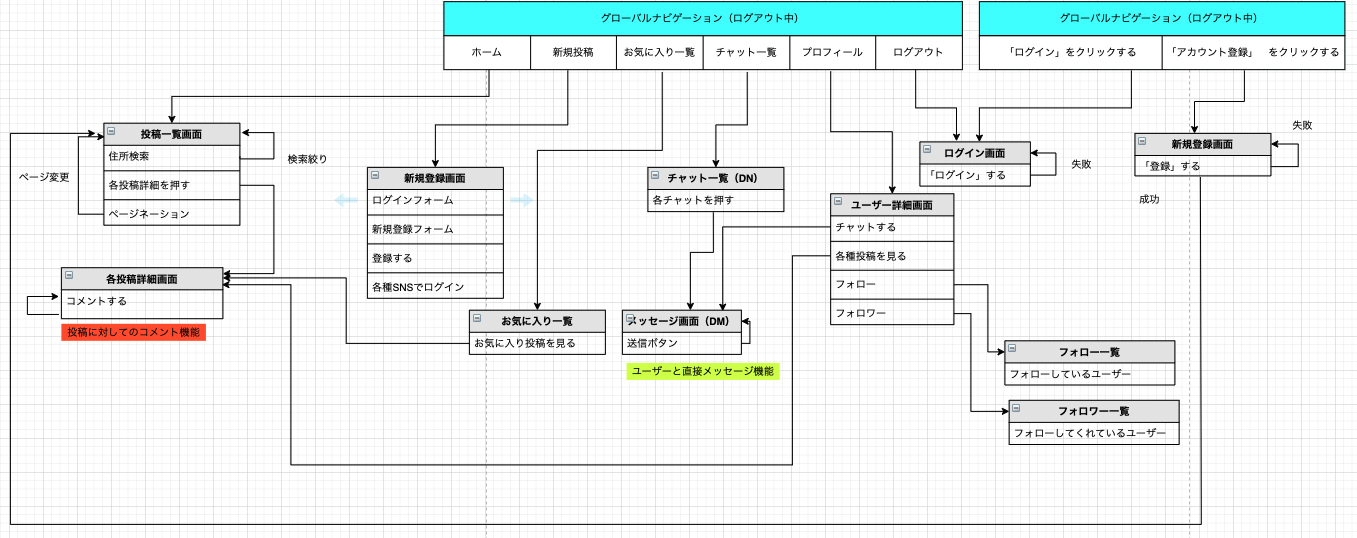 グローバルナビゲーション（ログアウト中）
ホーム
新規投稿
お気に入り一覧
チャット一覧
プロフィール
ログアウト
グローバルナビゲーション（ログアウト中）
「ログイン」をクリックする
「アカウント登録」　をクリックする
投稿一覧画面
住所検索
各投稿詳細を押す
ページネーション
検索絞り
ページ変更
新規登録画面
ログインフォーム
新規登録フォーム
登録する
各種SNSでログイン
チャット一覧（DN）
各チャットを押す
ログイン画面
「ログイン」する
失敗
新規登録画面
「登録」する
失敗
成功
ユーザー詳細画面
チャットする
各種投稿を見る
フォロー
フォロワー
各投稿詳細画面
コメントする
投稿に対してのコメント機能
お気に入り一覧
お気に入り投稿を見る
メッセージ画面（DM）
送信ボタン
ユーザーと直接メッセージ機能
フォロー一覧
フォローしているユーザー
フォロワー一覧
フォローしてくれているユーザー